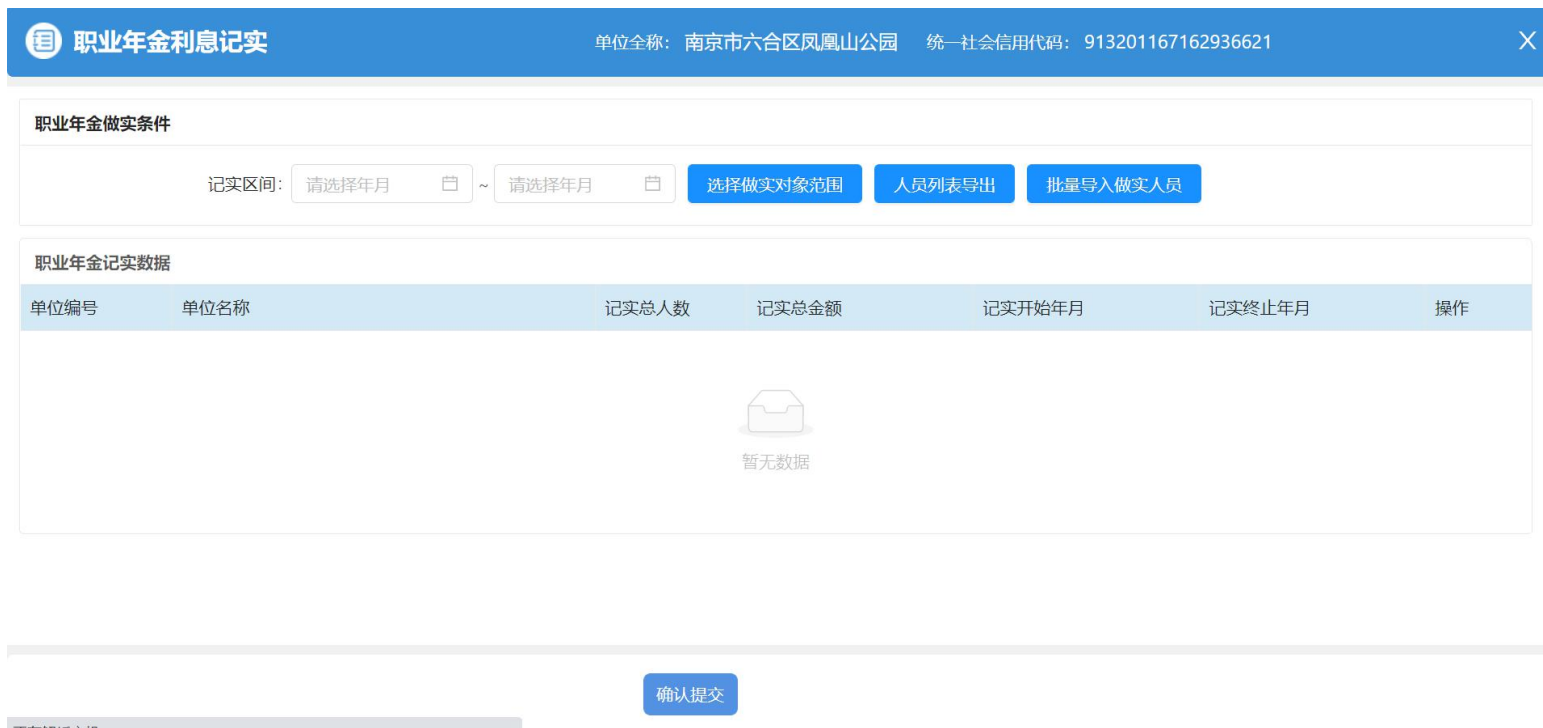 职业年金利息记实 单位全称: 南京市六合区凤凰山公园 统一社会信用代码: 913201167162936621 X
职业年金做实条件
记实区间: 请选择年月 ~ 请选择年月 选择做实对象范围 人员列表导出 批量导入做实人员
职业年金记实数据
单位编号 单位名称 记实总人数 记实总金额 记实开始年月 记实终止年月 操作
暂无数据
确认提交